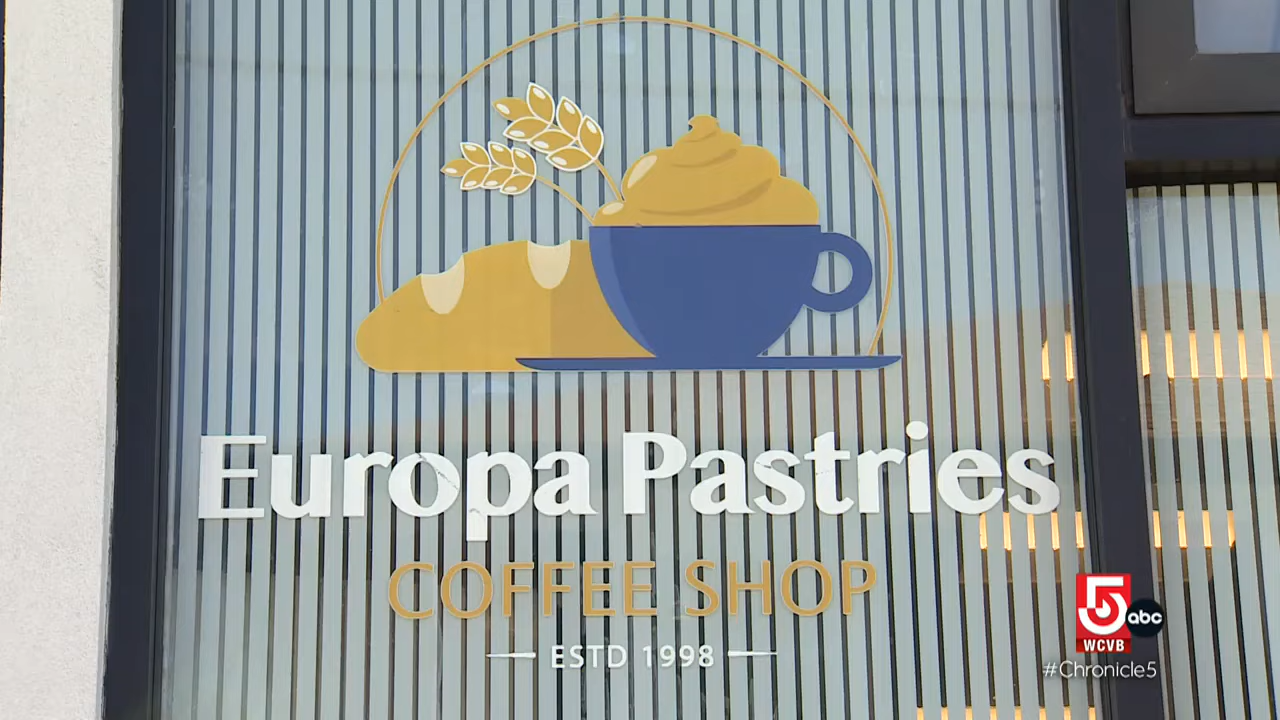 Europa Pastries
COFFEE SHOP
ESTD 1998
5 abc
WCVB
#Chronicle5